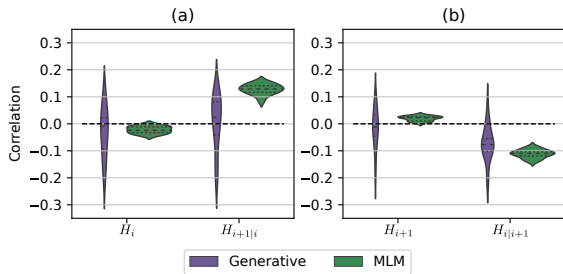 (a)
(b)
Correlation
0.3
0.2
0.1
0.0
−0.1
−0.2
−0.3
0.3
0.2
0.1
0.0
−0.1
−0.2
−0.3
H_i
H_{i+1|i}
H_{i+1}
H_{i|i+1}
Generative
MLM